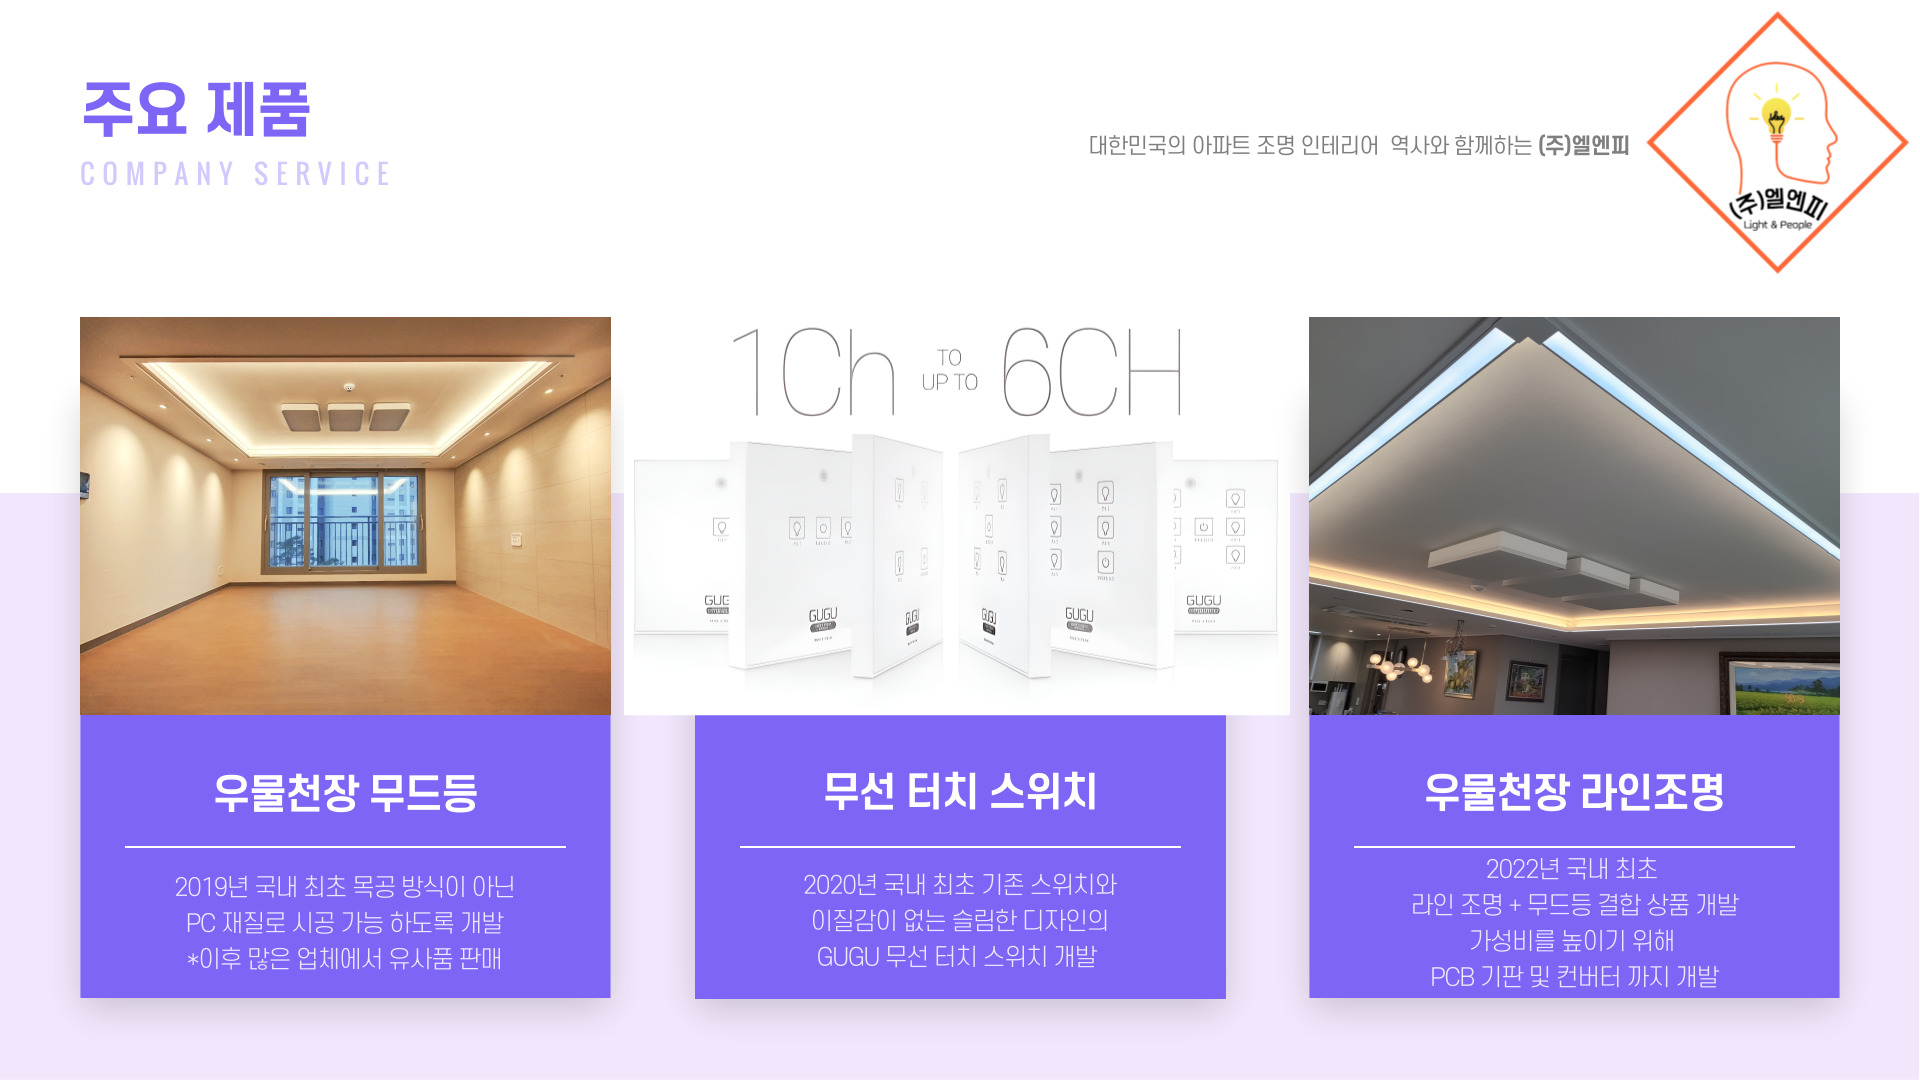 주요 제품
COMPANY SERVICE
대한민국의 아파트 조명 인테리어 역사와 함께하는 (주)엘엔피
(주)엘엔피
Light & People
1Ch TO UP TO 6CH
GUGU GUGU GUGU GUGU GUGU
우물천장 무드등
2019년 국내 최초 목공 방식이 아닌
PC 재질로 시공 가능 하도록 개발
*이후 많은 업체에서 유사품 판매
무선 터치 스위치
2020년 국내 최초 기존 스위치와
이질감이 없는 슬림한 디자인의
GUGU 무선 터치 스위치 개발
우물천장 라인조명
2022년 국내 최초
라인 조명 + 무드등 결합 상품 개발
가성비를 높이기 위해
PCB 기판 및 컨버터 까지 개발